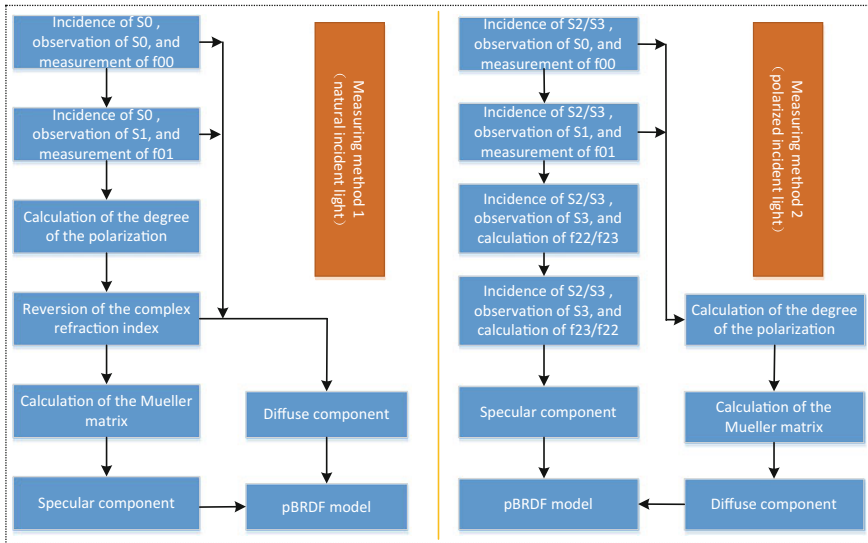 Incidence of S0 ,
observation of S0, and
measurement of f00
Incidence of S0 ,
observation of S1, and
measurement of f01
Calculation of the degree
of the polarization
Reversion of the complex
refraction index
Calculation of the Mueller
matrix
Specular component
Diffuse component
pBRDF model
Measuring method 1
(natural incident light)
Incidence of S2/S3 ,
observation of S0, and
measurement of f00
Incidence of S2/S3 ,
observation of S1, and
measurement of f01
Incidence of S2/S3,
observation of S3, and
calculation of f22/f23
Incidence of S2/S3 ,
observation of S3, and
calculation of f23/f22
Specular component
pBRDF model
Measuring method 2
(polarized incident light)
Calculation of the degree
of the polarization
Calculation of the
Mueller matrix
Diffuse component